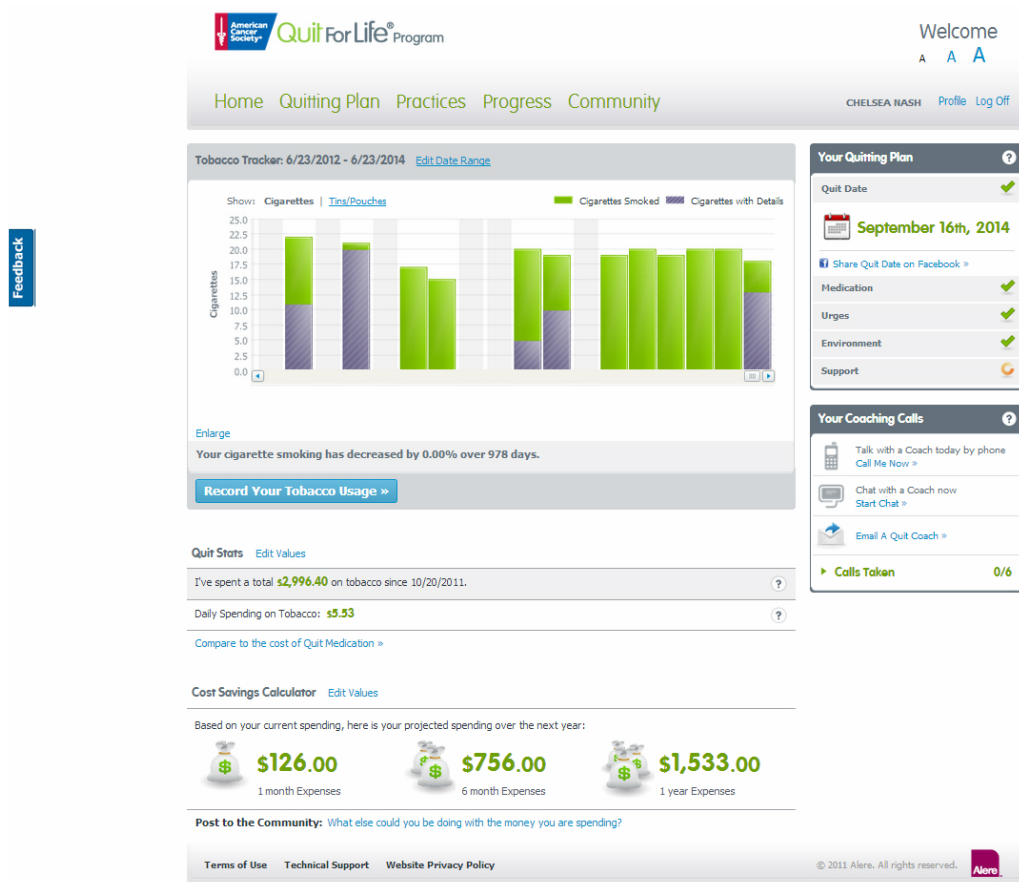 American Cancer Society® Quit For Life® Program
Welcome
A A A
Home Quitting Plan Practices Progress Community
CHELSEA NASH Profile Log Off
Feedback
Tobacco Tracker: 6/23/2012 - 6/23/2014 Edit Date Range
Show: Cigarettes | Tins/Pouches
Cigarettes Smoked Cigarettes with Details
Cigarettes
25.0
22.5
20.0
17.5
15.0
12.5
10.0
7.5
5.0
2.5
0.0
Enlarge
Your cigarette smoking has decreased by 0.00% over 978 days.
Record Your Tobacco Usage »
Your Quitting Plan ?
Quit Date
September 16th, 2014
f Share Quit Date on Facebook »
Medication
Urges
Environment
Support
Your Coaching Calls ?
Talk with a Coach today by phone
Call Me Now »
Chat with a Coach now
Start Chat »
Email A Quit Coach »
Calls Taken 0/6
Quit Stats Edit Values
I've spent a total $2,996.40 on tobacco since 10/20/2011. ?
Daily Spending on Tobacco: $5.53 ?
Compare to the cost of Quit Medication »
Cost Savings Calculator Edit Values
Based on your current spending, here is your projected spending over the next year:
$ $126.00
1 month Expenses
$ $756.00
6 month Expenses
$ $1,533.00
1 year Expenses
Post to the Community: What else could you be doing with the money you are spending?
Terms of Use Technical Support Website Privacy Policy
© 2011 Alere. All rights reserved. Alere